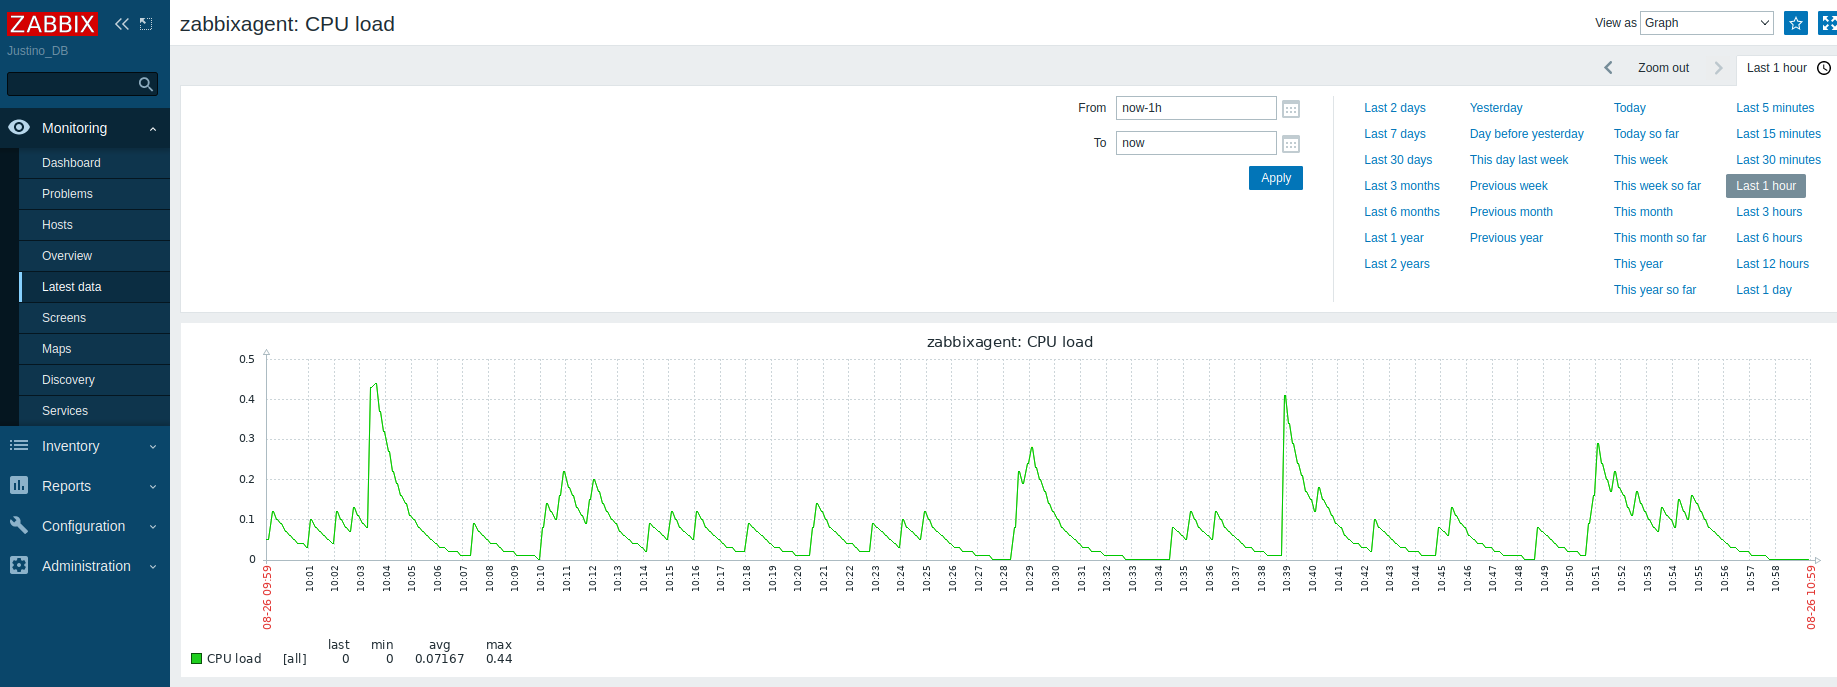 ZABBIX
Justino_DB
Monitoring
Dashboard
Problems
Hosts
Overview
Latest data
Screens
Maps
Discovery
Services
Inventory
Reports
Configuration
Administration
zabbixagent: CPU load
View as Graph
Zoom out
Last 1 hour
From now-1h
To now
Apply
Last 2 days Yesterday Today Last 5 minutes
Last 7 days Day before yesterday Today so far Last 15 minutes
Last 30 days This day last week This week Last 30 minutes
Last 3 months Previous week This week so far Last 1 hour
Last 6 months Previous month This month Last 3 hours
Last 1 year Previous year This month so far Last 6 hours
Last 2 years This year Last 12 hours
This year so far Last 1 day
zabbixagent: CPU load
0.5
0.4
0.3
0.2
0.1
0
08-26 09:59 10:01 10:02 10:03 10:04 10:05 10:06 10:07 10:08 10:09 10:10 10:11 10:12 10:13 10:14 10:15 10:16 10:17 10:18 10:19 10:20 10:21 10:22 10:23 10:24 10:25 10:26 10:27 10:28 10:29 10:30 10:31 10:32 10:33 10:34 10:35 10:36 10:37 10:38 10:39 10:40 10:41 10:42 10:43 10:44 10:45 10:46 10:47 10:48 10:49 10:50 10:51 10:52 10:53 10:54 10:55 10:56 10:57 10:58 08-26 10:59
last min avg max
CPU load [all] 0 0 0.07167 0.44